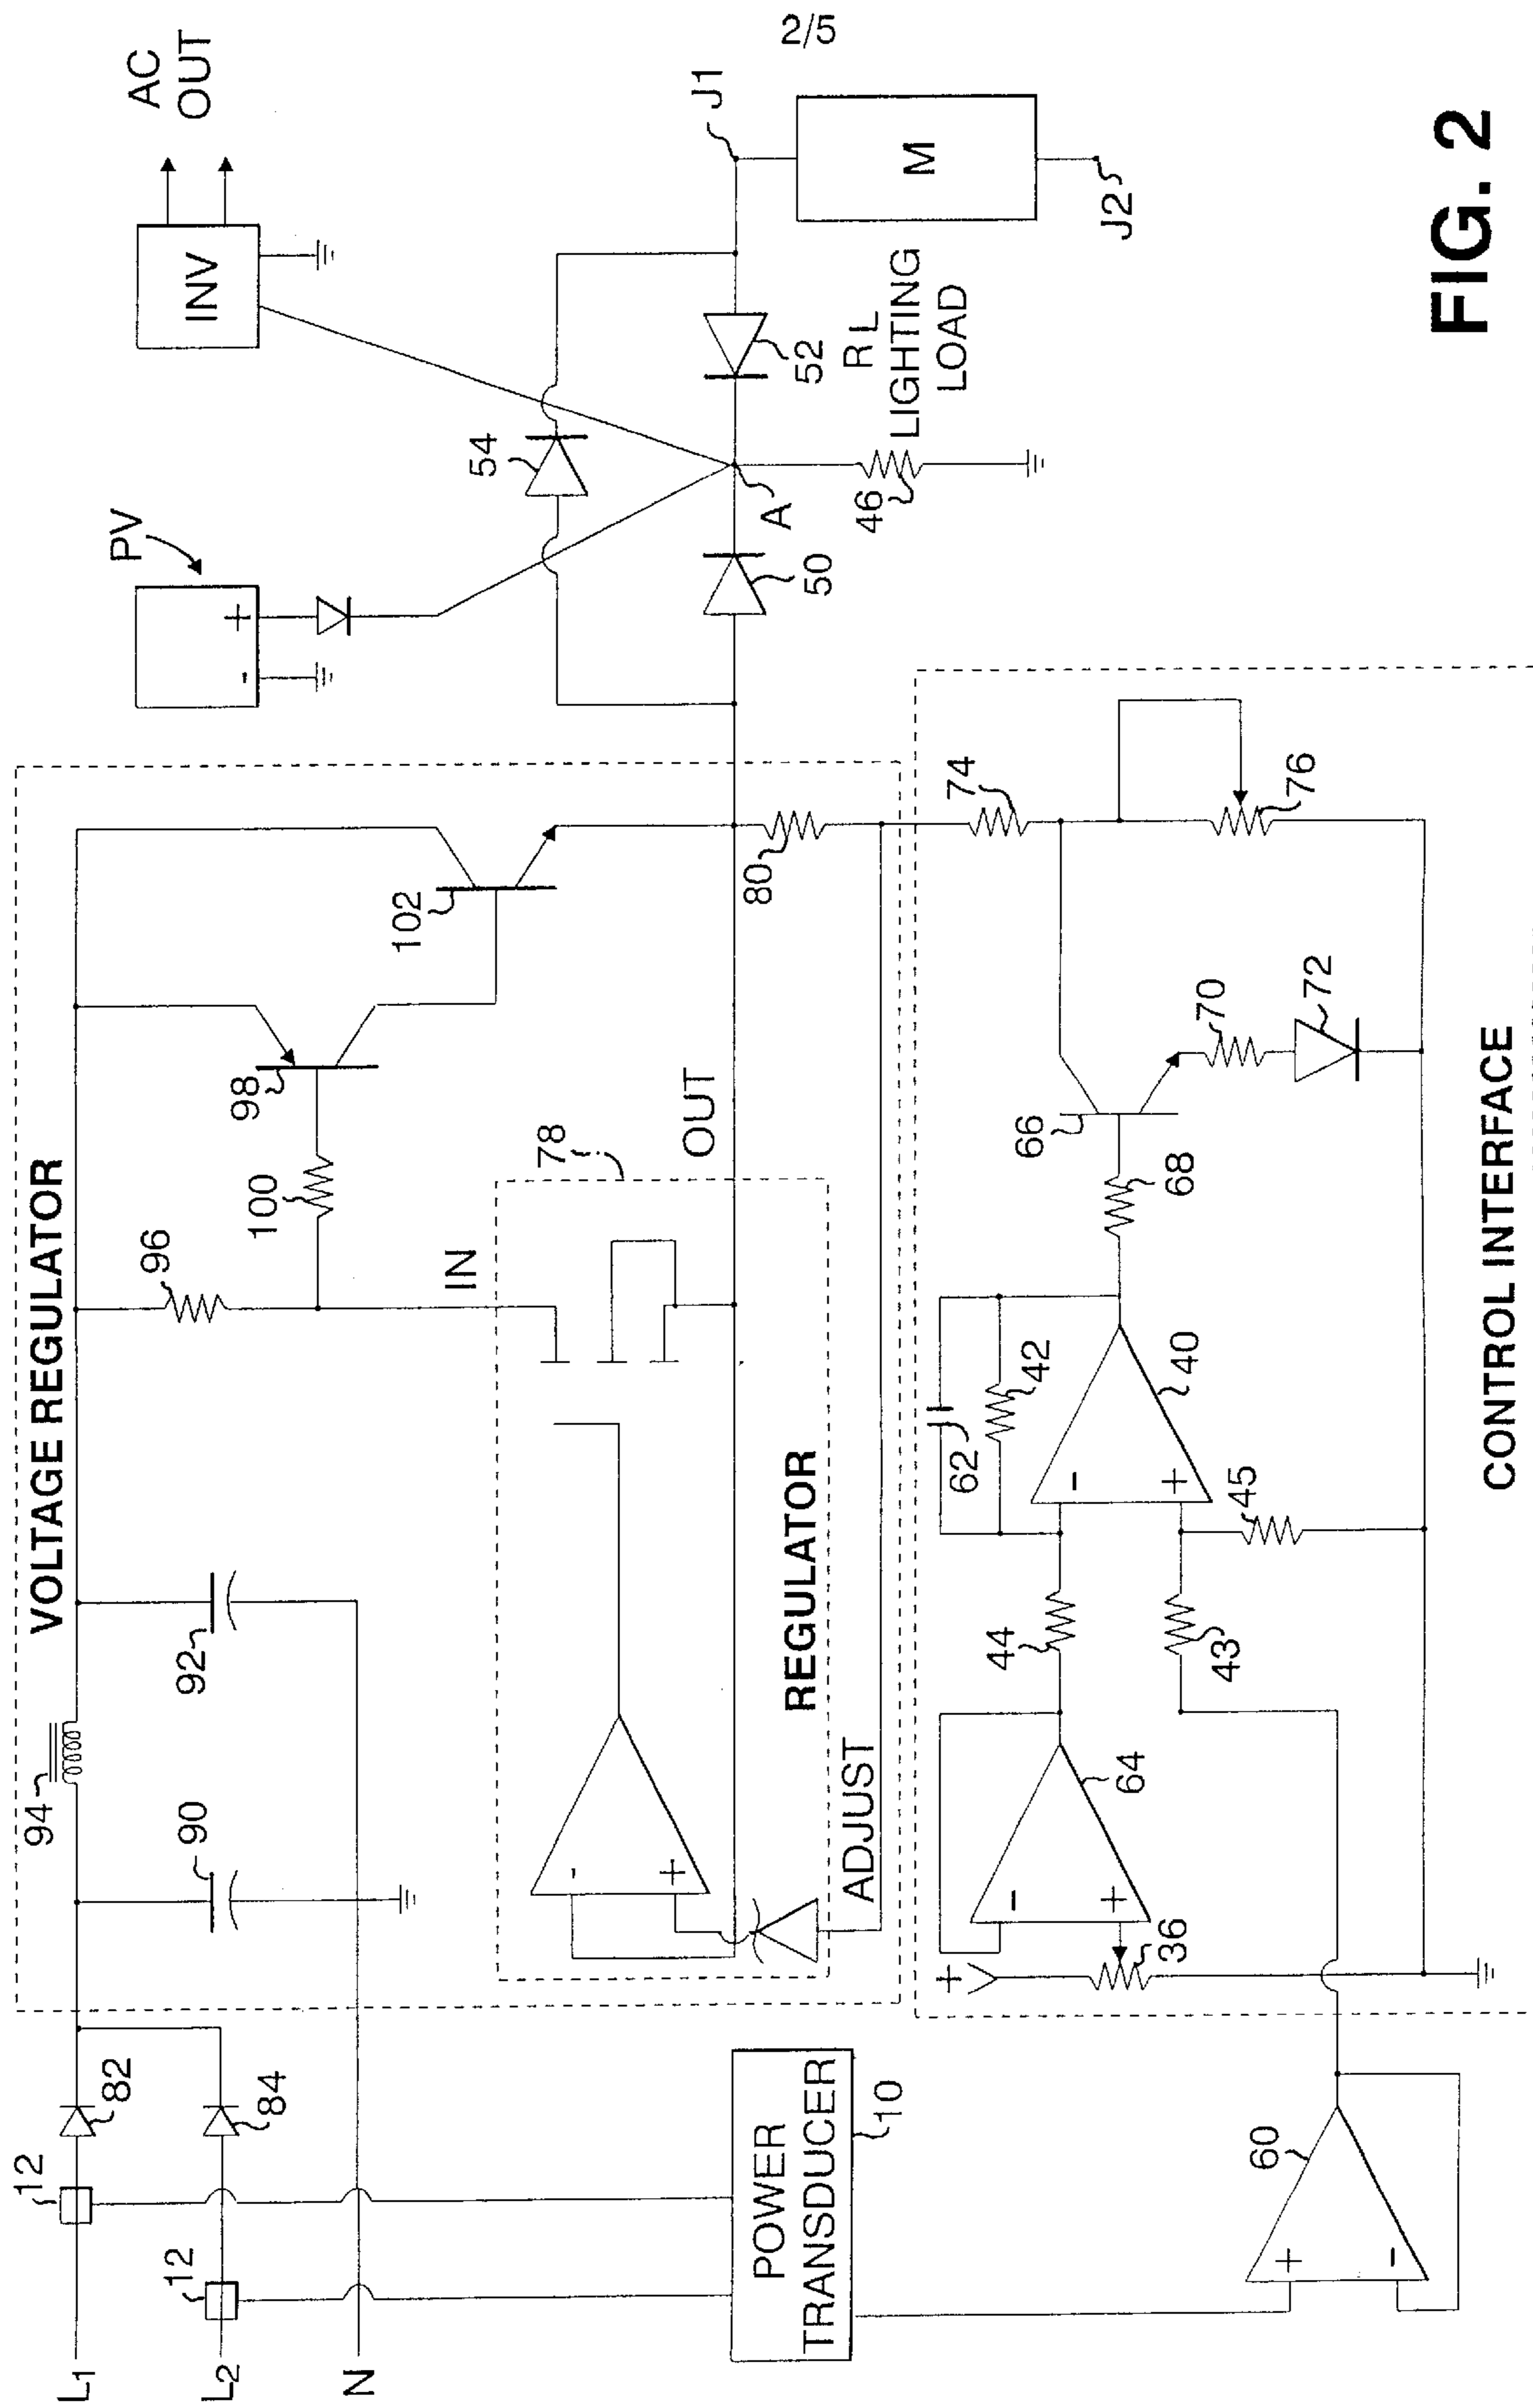 2/5
L1
L2
N
12
12
82
84
POWER
TRANSDUCER
10
60
+
-
VOLTAGE REGULATOR
94
90
92
96
100
98
102
IN
OUT
78
REGULATOR
-
+
ADJUST
80
PV
-
+
INV
AC
OUT
54
50
A
52
46
RL
LIGHTING
LOAD
J1
M
J2
CONTROL INTERFACE
+
36
-
+
64
44
43
45
62
42
-
+
40
68
66
70
72
74
76
FIG. 2